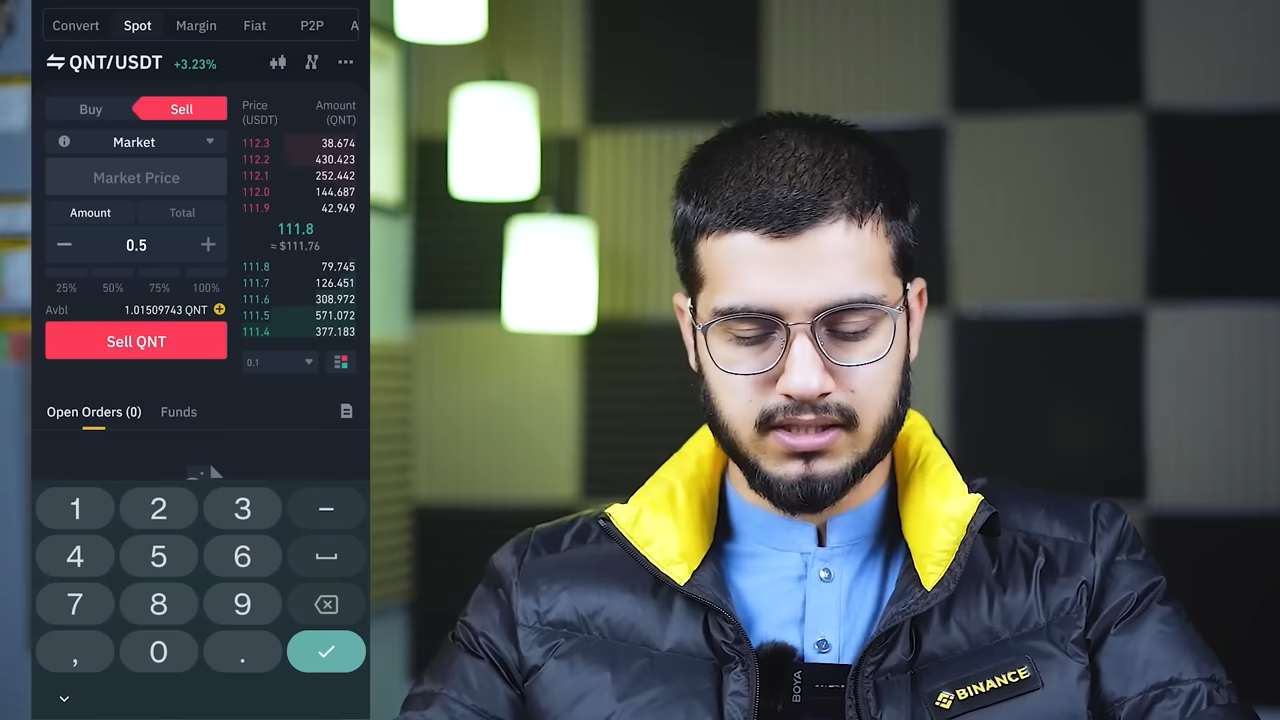 Convert Spot Margin Fiat P2P A
QNT/USDT +3.23%
Buy Sell
Market
Market Price
Amount Total
0.5
25% 50% 75% 100%
Avbl 1.01509743 QNT
Sell QNT
Price (USDT) Amount (QNT)
112.3 38.674
112.2 430.423
112.1 252.442
112.0 144.687
111.9 42.949
111.8
≈ $111.76
111.8 79.745
111.7 126.451
111.6 308.972
111.5 571.072
111.4 377.183
0.1
Open Orders (0) Funds
1 2 3 −
4 5 6
7 8 9
, 0 .
BOYA
BINANCE